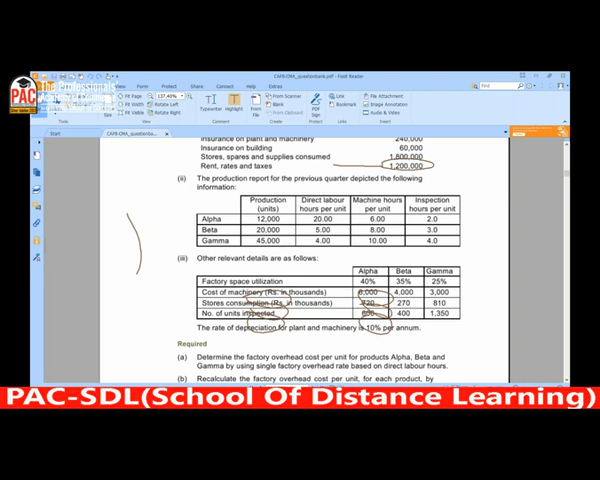 The Professionals'
PAC
CAFB-CMA_questionbank.pdf - Foxit Reader
View Form Protect Share Connect Help Extras
Fit Page
Fit Width
Fit Visible
137.40%
Rotate Left
Rotate Right
Typewriter
Highlight
From File
From Scanner
Blank
From Clipboard
PDF Sign
Link
Bookmark
File Attachment
Image Annotation
Audio & Video
Find
Tools
View
Comment
Create
Protect
Links
Insert
Start
CAFB-CMA_questionban...
Insurance on plant and machinery 240,000
Insurance on building 60,000
Stores, spares and supplies consumed 1,800,000
Rent, rates and taxes 1,200,000
(ii) The production report for the previous quarter depicted the following
information:
Production (units) Direct labour hours per unit Machine hours per unit Inspection hours per unit
Alpha 12,000 20.00 6.00 2.0
Beta 20,000 5.00 8.00 3.0
Gamma 45,000 4.00 10.00 4.0
(iii) Other relevant details are as follows:
Alpha Beta Gamma
Factory space utilization 40% 35% 25%
Cost of machinery (Rs. in thousands) 6,000 4,000 3,000
Stores consumption (Rs. in thousands) 720 270 810
No. of units inspected 600 400 1,350
The rate of depreciation for plant and machinery is 10% per annum.
Required
(a) Determine the factory overhead cost per unit for products Alpha, Beta and
Gamma by using single factory overhead rate based on direct labour hours.
(b) Recalculate the factory overhead cost per unit, for each product, by
PAC-SDL(School Of Distance Learning)